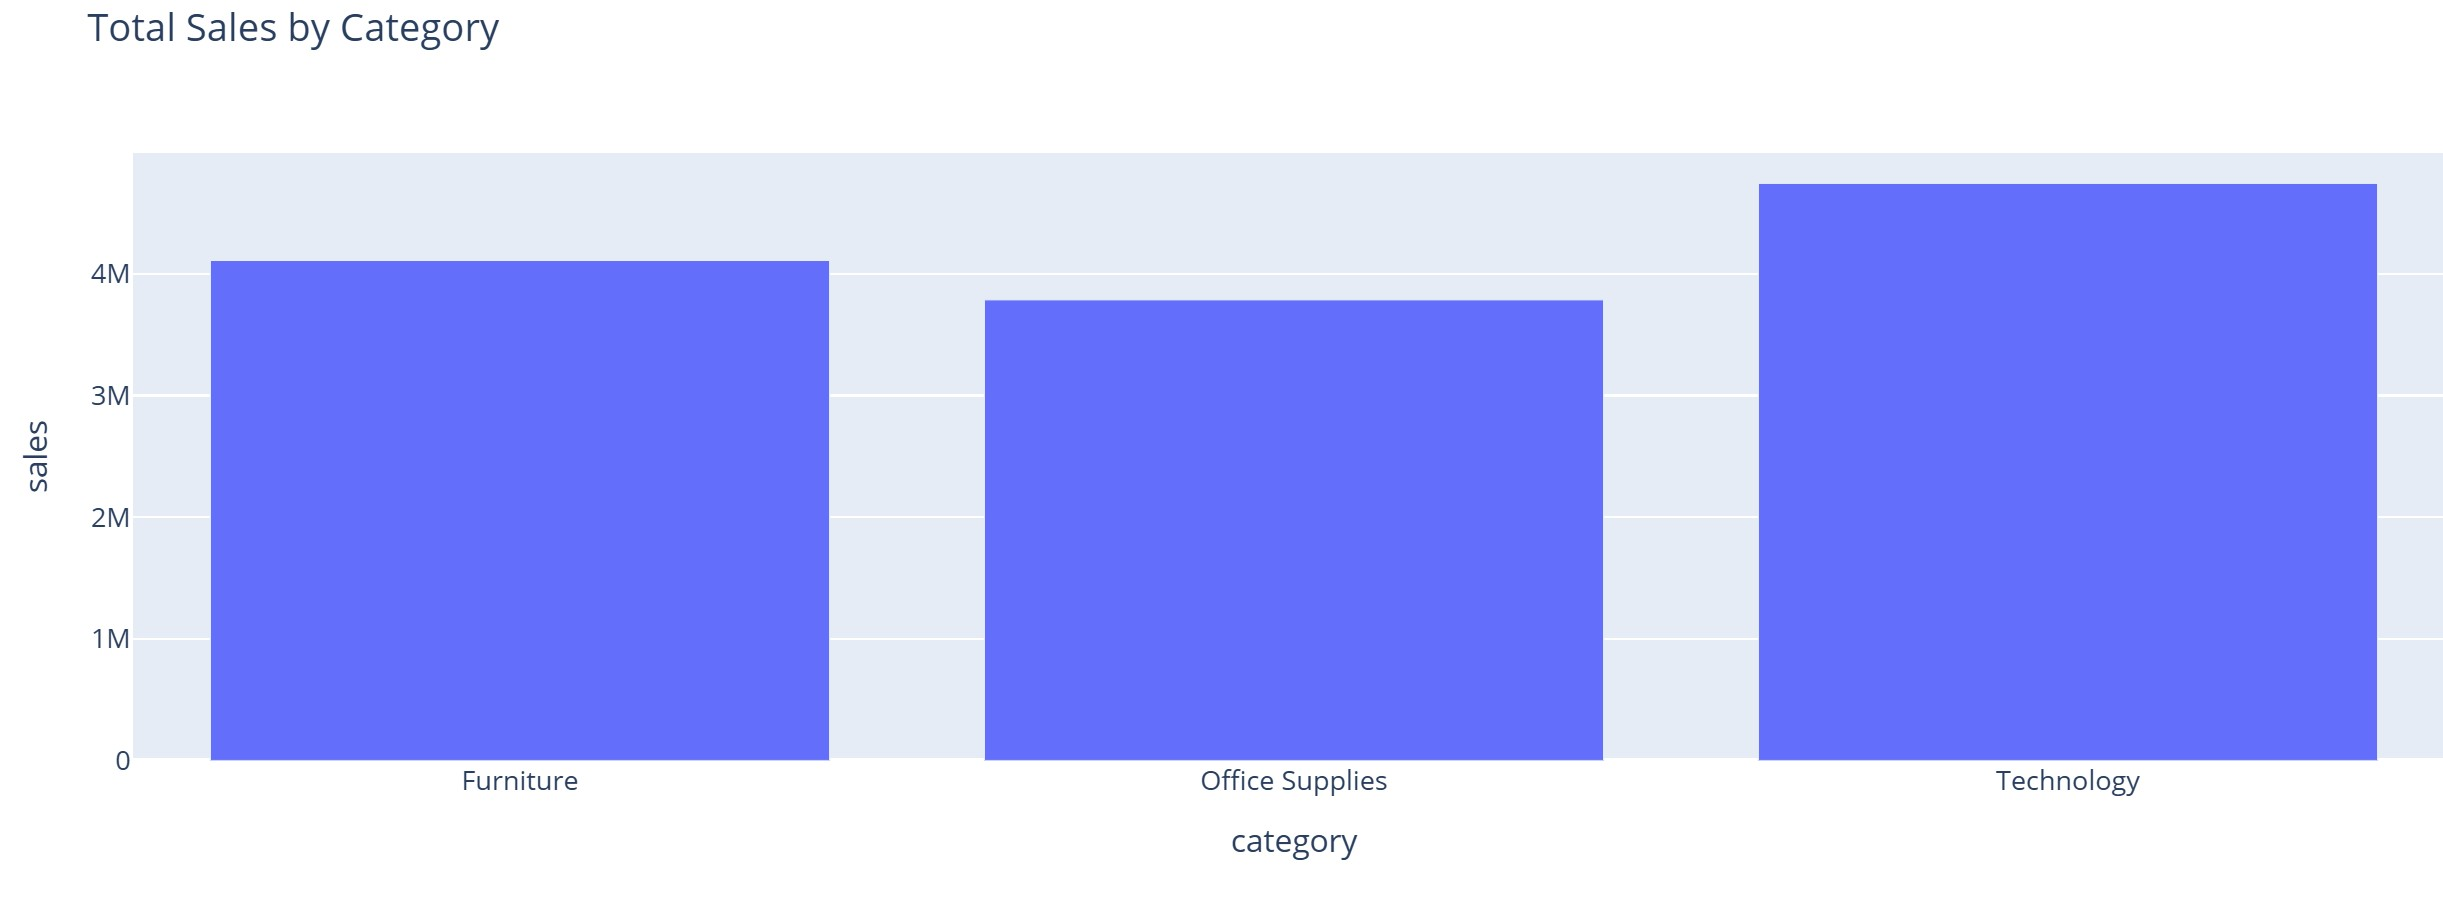 Total Sales by Category
4M
3M
2M
1M
0
sales
Furniture
Office Supplies
Technology
category